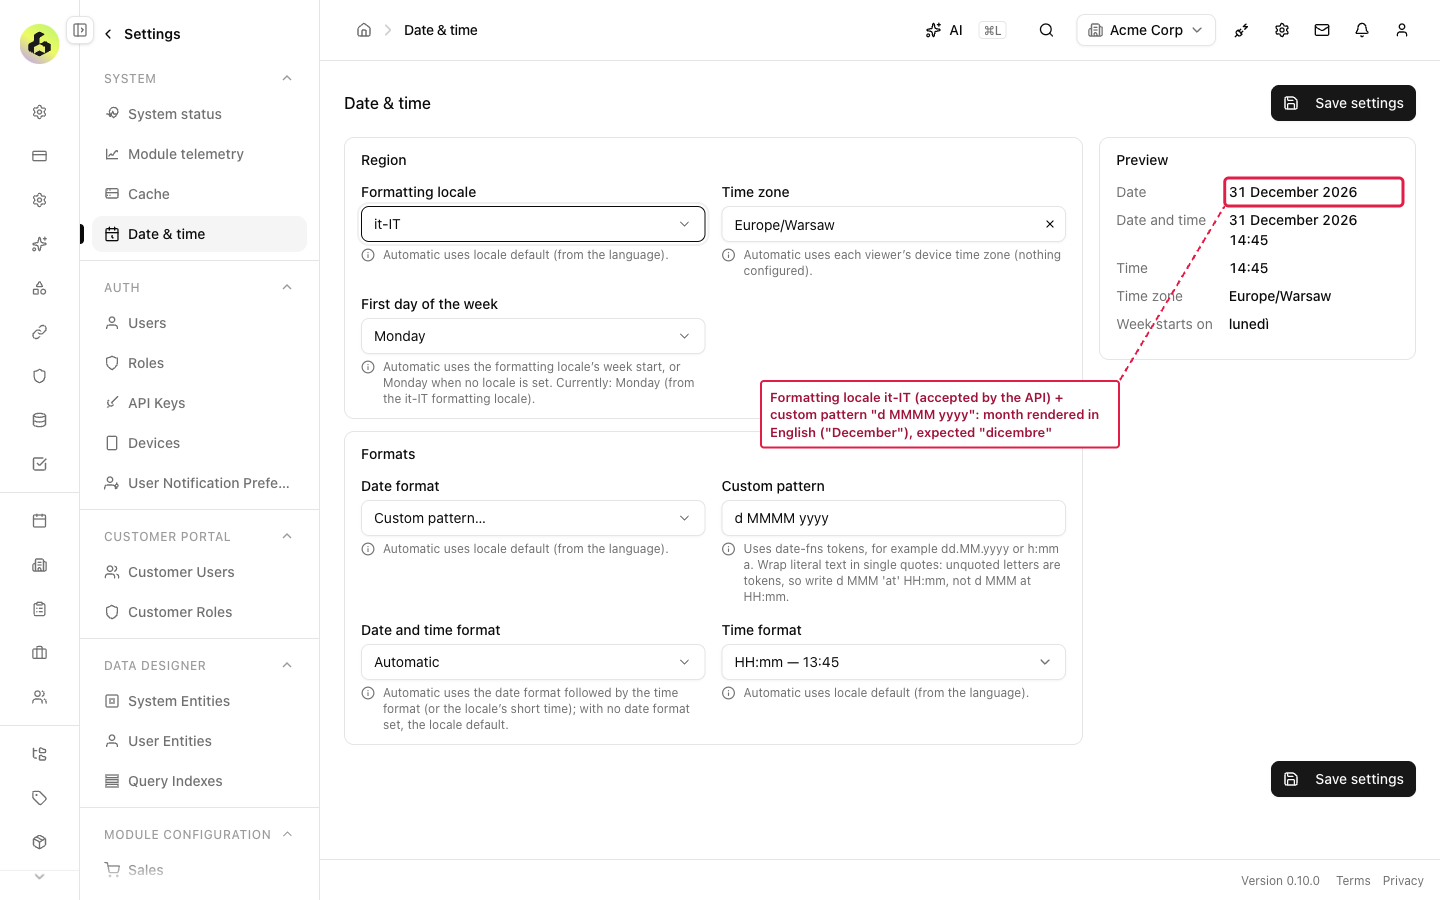 Settings
SYSTEM
System status
Module telemetry
Cache
Date & time
AUTH
Users
Roles
API Keys
Devices
User Notification Prefe...
CUSTOMER PORTAL
Customer Users
Customer Roles
DATA DESIGNER
System Entities
User Entities
Query Indexes
MODULE CONFIGURATION
Sales
Date & time
AI ⌘L
Acme Corp
Date & time
Save settings
Region
Formatting locale
it-IT
Automatic uses locale default (from the language).
Time zone
Europe/Warsaw
Automatic uses each viewer's device time zone (nothing
configured).
First day of the week
Monday
Automatic uses the formatting locale's week start, or
Monday when no locale is set. Currently: Monday (from
the it-IT formatting locale).
Preview
Date 31 December 2026
Date and time 31 December 2026
14:45
Time 14:45
Time zone Europe/Warsaw
Week starts on lunedì
Formatting locale it-IT (accepted by the API) +
custom pattern "d MMMM yyyy": month rendered in
English ("December"), expected "dicembre"
Formats
Date format
Custom pattern...
Automatic uses locale default (from the language).
Custom pattern
d MMMM yyyy
Uses date-fns tokens, for example dd.MM.yyyy or h:mm
a. Wrap literal text in single quotes: unquoted letters are
tokens, so write d MMM 'at' HH:mm, not d MMM at
HH:mm.
Date and time format
Automatic
Automatic uses the date format followed by the time
format (or the locale's short time); with no date format
set, the locale default.
Time format
HH:mm — 13:45
Automatic uses locale default (from the language).
Save settings
Version 0.10.0 Terms Privacy